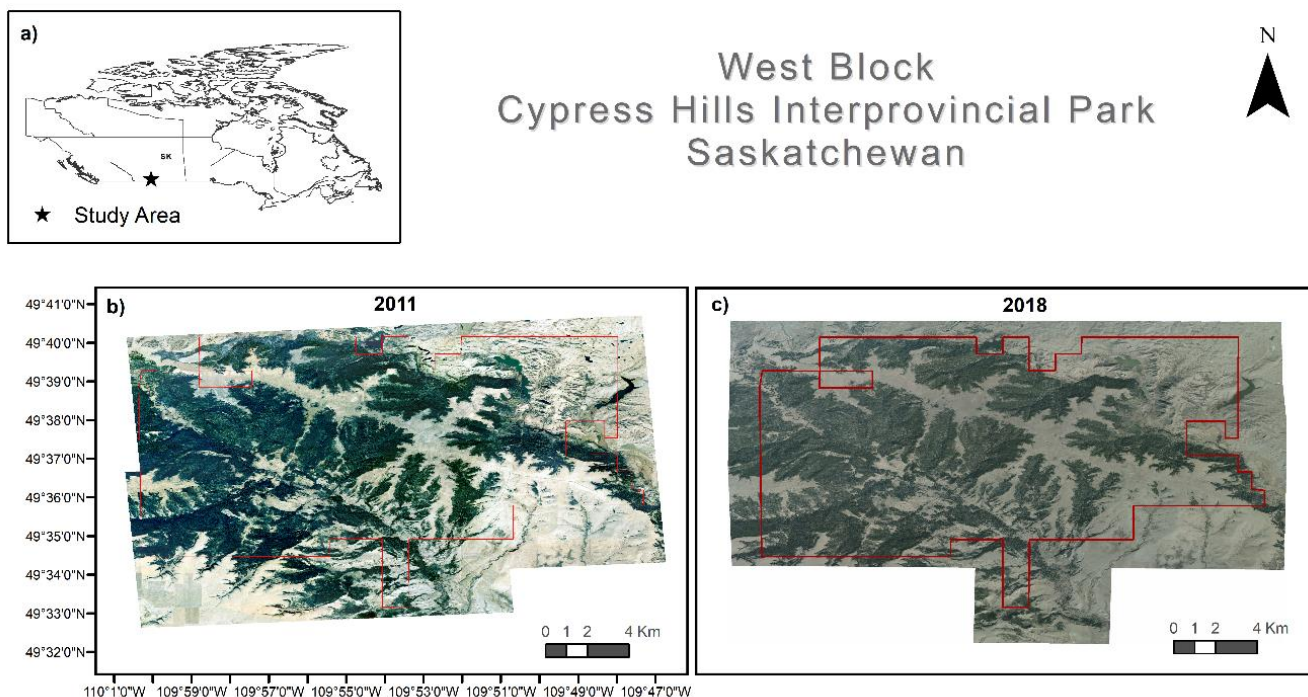 a)
SK
★ Study Area
West Block
Cypress Hills Interprovincial Park
Saskatchewan
N
b)
2011
49°41'0"N
49°40'0"N
49°39'0"N
49°38'0"N
49°37'0"N
49°36'0"N
49°35'0"N
49°34'0"N
49°33'0"N
49°32'0"N
0 1 2 4 Km
110°1'0"W 109°59'0"W 109°57'0"W 109°55'0"W 109°53'0"W 109°51'0"W 109°49'0"W 109°47'0"W
c)
2018
0 1 2 4 Km